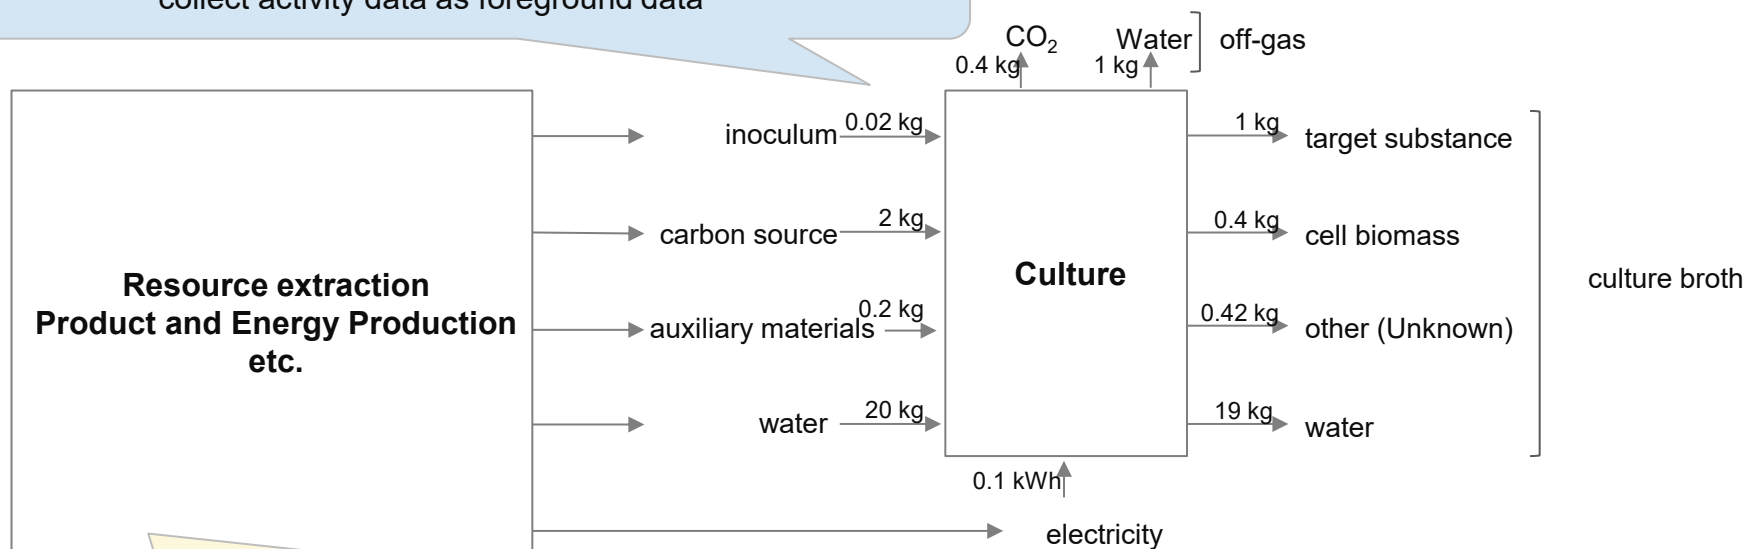 collect activity data as foreground data
CO2
Water
off-gas
0.4 kg
1 kg
inoculum
0.02 kg
1 kg
target substance
carbon source
2 kg
0.4 kg
cell biomass
Resource extraction
Product and Energy Production
etc.
Culture
culture broth
auxiliary materials
0.2 kg
0.42 kg
other (Unknown)
water
20 kg
19 kg
water
0.1 kWh
electricity